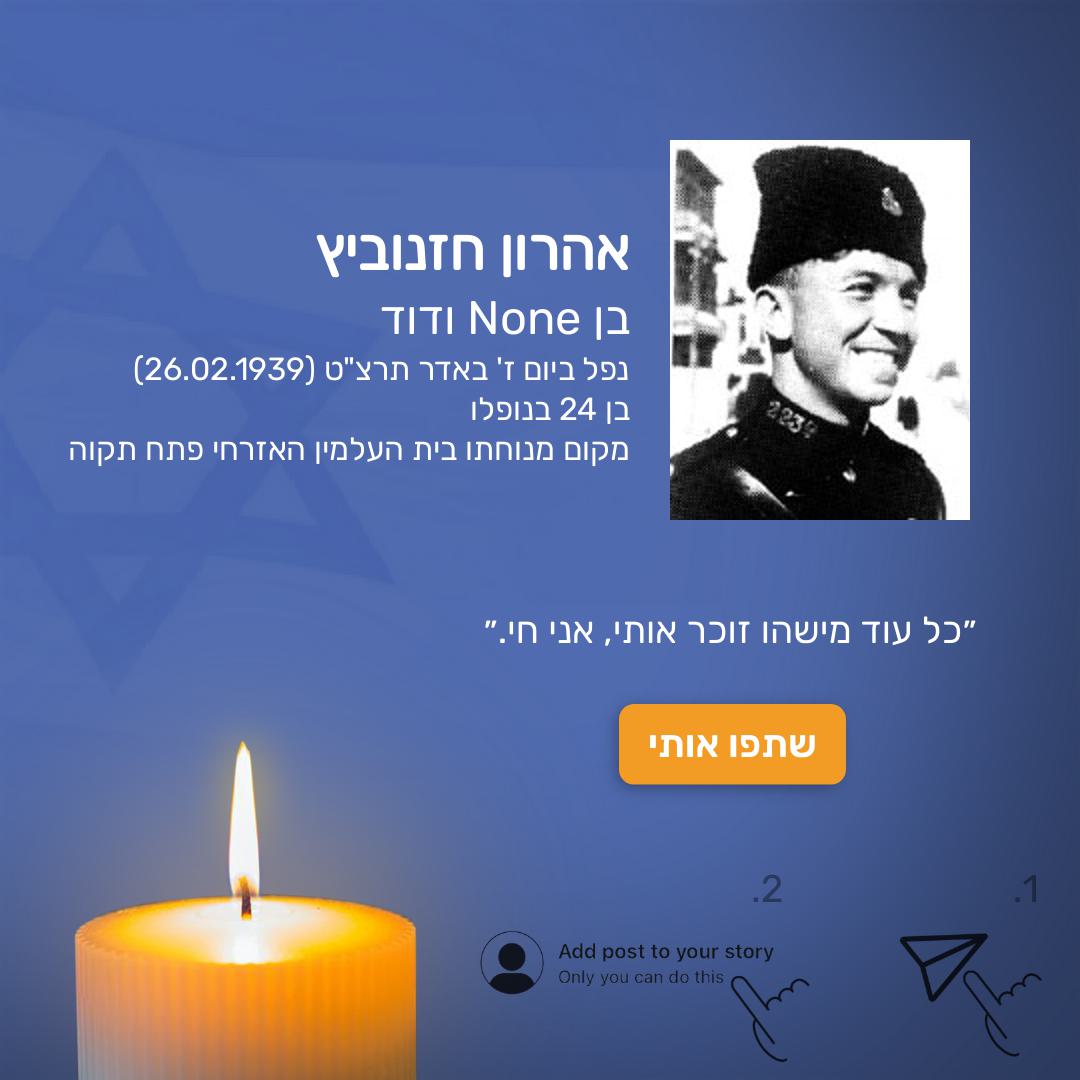 אהרון חזנוביץ
בן None ודוד
נפל ביום ז' באדר תרצ"ט (26.02.1939)
בן 24 בנופלו
מקום מנוחתו בית העלמין האזרחי פתח תקוה
2239
״כל עוד מישהו זוכר אותי, אני חי.״
שתפו אותי
.1
.2
Add post to your story
Only you can do this